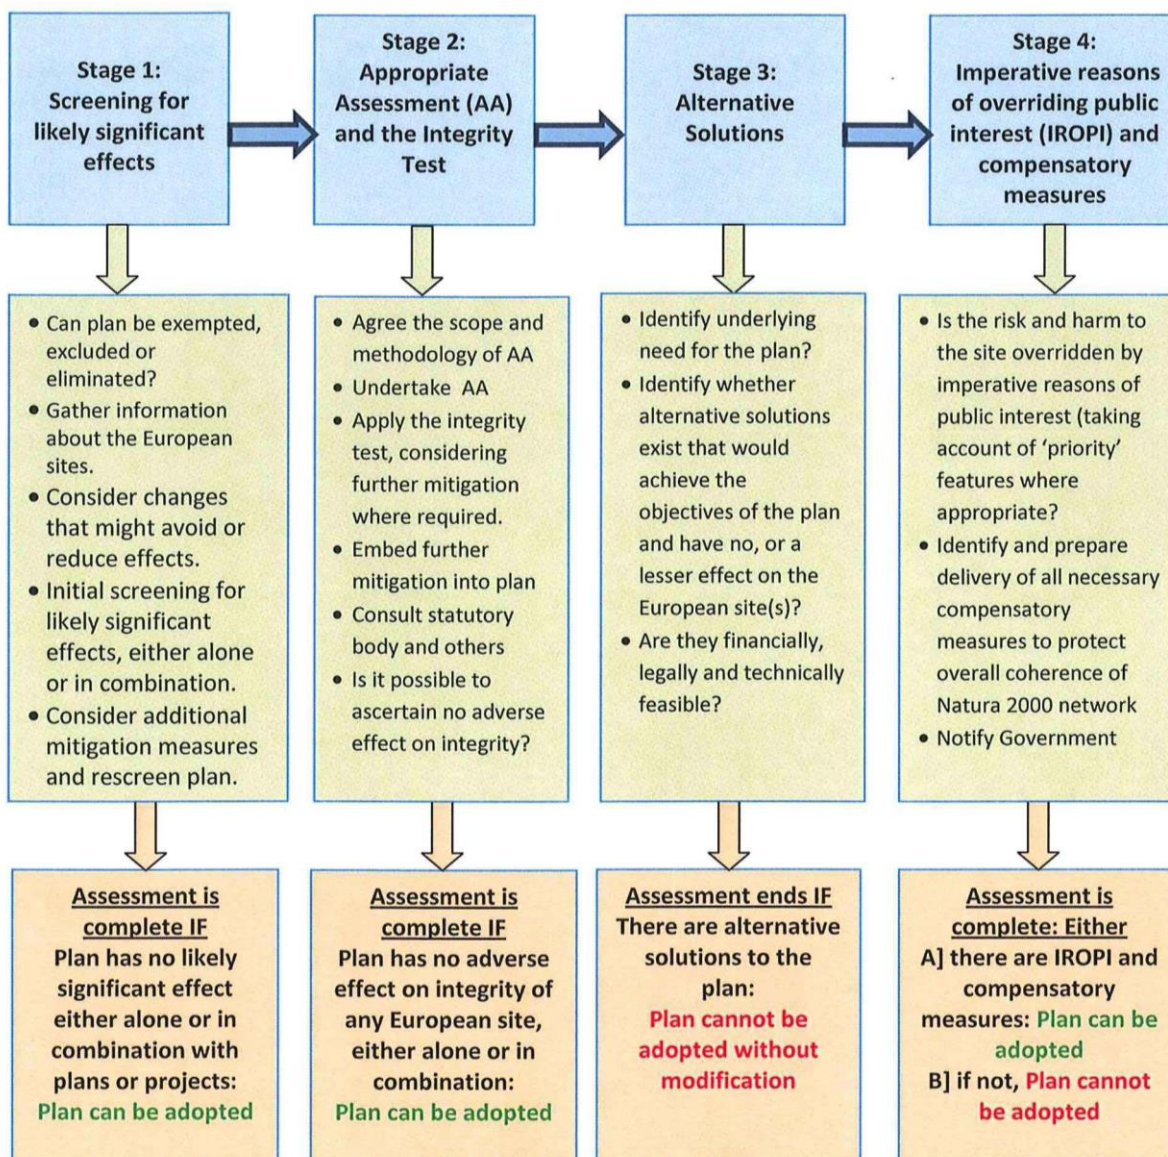 Stage 1:
Screening for
likely significant
effects
Stage 2:
Appropriate
Assessment (AA)
and the Integrity
Test
Stage 3:
Alternative
Solutions
Stage 4:
Imperative reasons
of overriding public
interest (IROPI) and
compensatory
measures
• Can plan be exempted,
excluded or
eliminated?
• Gather information
about the European
sites.
• Consider changes
that might avoid or
reduce effects.
• Initial screening for
likely significant
effects, either alone
or in combination.
• Consider additional
mitigation measures
and rescreen plan.
• Agree the scope and
methodology of AA
• Undertake AA
• Apply the integrity
test, considering
further mitigation
where required.
• Embed further
mitigation into plan
• Consult statutory
body and others
• Is it possible to
ascertain no adverse
effect on integrity?
• Identify underlying
need for the plan?
• Identify whether
alternative solutions
exist that would
achieve the
objectives of the plan
and have no, or a
lesser effect on the
European site(s)?
• Are they financially,
legally and technically
feasible?
• Is the risk and harm to
the site overridden by
imperative reasons of
public interest (taking
account of ‘priority’
features where
appropriate?
• Identify and prepare
delivery of all necessary
compensatory
measures to protect
overall coherence of
Natura 2000 network
• Notify Government
Assessment is
complete IF
Plan has no likely
significant effect
either alone or in
combination with
plans or projects:
Plan can be adopted
Assessment is
complete IF
Plan has no adverse
effect on integrity of
any European site,
either alone or in
combination:
Plan can be adopted
Assessment ends IF
There are alternative
solutions to the
plan:
Plan cannot be
adopted without
modification
Assessment is
complete: Either
A] there are IROPI and
compensatory
measures: Plan can be
adopted
B] if not, Plan cannot
be adopted